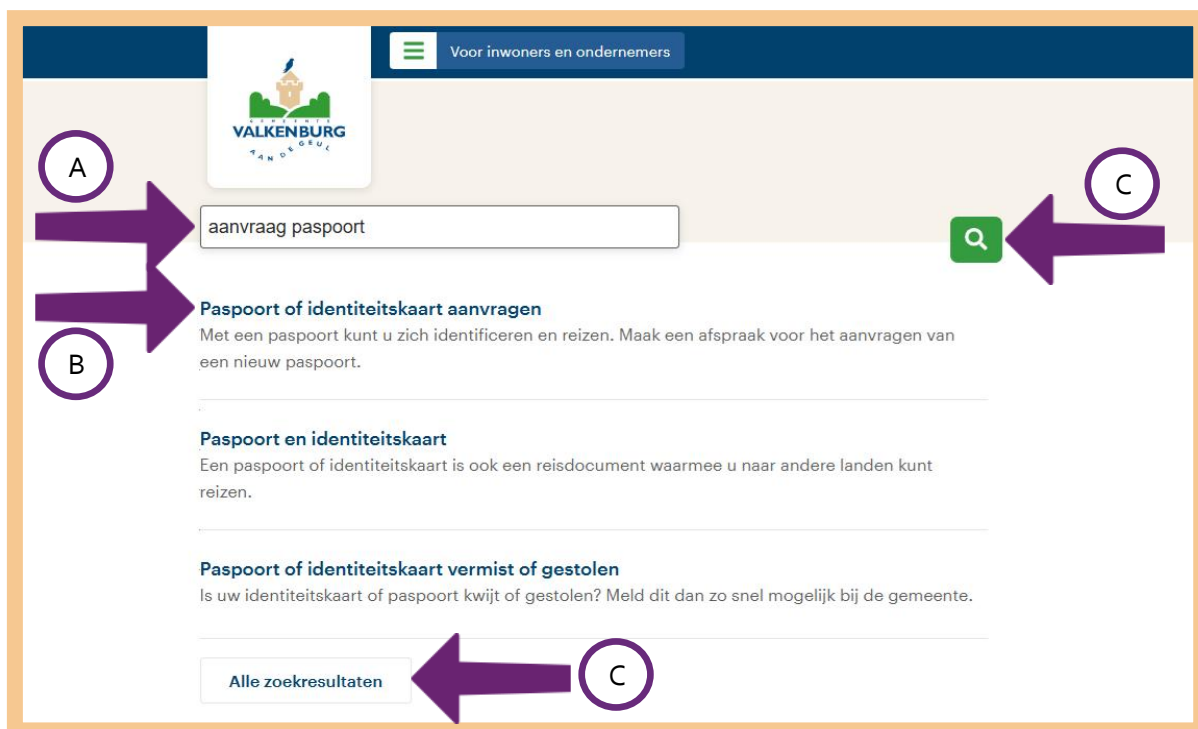 Voor inwoners en ondernemers
GEMEENTE
VALKENBURG
AAN DE GEUL
A
C
aanvraag paspoort
Paspoort of identiteitskaart aanvragen
Met een paspoort kunt u zich identificeren en reizen. Maak een afspraak voor het aanvragen van
een nieuw paspoort.
B
Paspoort en identiteitskaart
Een paspoort of identiteitskaart is ook een reisdocument waarmee u naar andere landen kunt
reizen.
Paspoort of identiteitskaart vermist of gestolen
Is uw identiteitskaart of paspoort kwijt of gestolen? Meld dit dan zo snel mogelijk bij de gemeente.
Alle zoekresultaten
C